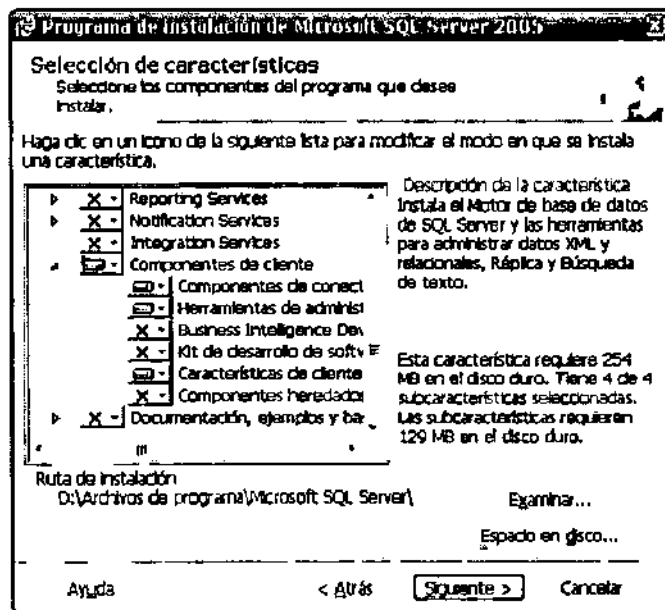 Programa de instalación de Microsoft SQL Server 2005
Selección de características
Seleccione los componentes del programa que desee
instalar.
Haga clic en un icono de la siguiente lista para modificar el modo en que se instala
una característica.
Reporting Services
Notification Services
Integration Services
Componentes de cliente
Componentes de conect
Herramientas de administ
Business Intelligence Dev
Kit de desarrollo de softv
Características de cliente
Componentes heredados
Documentación, ejemplos y ba
Descripción de la característica
Instala el Motor de base de datos
de SQL Server y las herramientas
para administrar datos XML y
relacionales, Réplica y Búsqueda
de texto.
Esta característica requiere 254
MB en el disco duro. Tiene 4 de 4
subcaracterísticas seleccionadas.
Las subcaracterísticas requieren
129 MB en el disco duro.
Ruta de instalación
D:\Archivos de programa\Microsoft SQL Server\
Examinar...
Espacio en disco...
Ayuda
< Atrás
Siguiente >
Cancelar